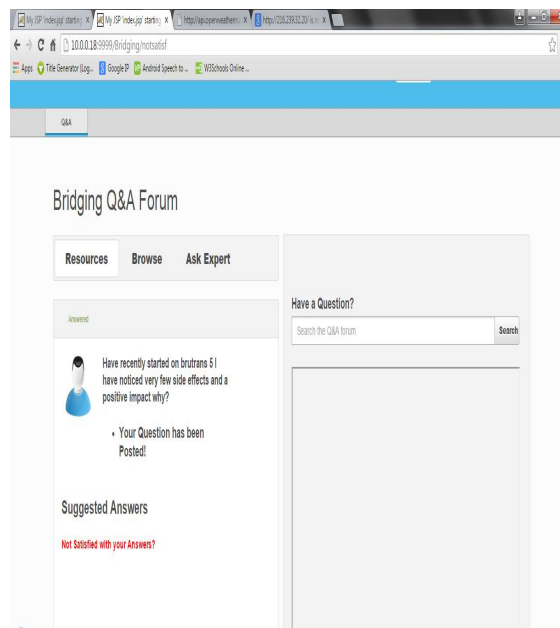 My JSP 'index.jsp' starting
My JSP 'index.jsp' starting
http://api.openweatherm
http://216.239.32.20/ is n
10.0.0.18:9999/Bridging/notsatisf
Apps
Title Generator (Log...
Google IP
Android Speech to ...
W3Schools Online ...
Q&A
Bridging Q&A Forum
Resources Browse Ask Expert
Answered
Have recently started on brutrans 5 I
have noticed very few side effects and a
positive impact why?
• Your Question has been
Posted!
Suggested Answers
Not Satisfied with your Answers?
Have a Question?
Search the Q&A forum
Search